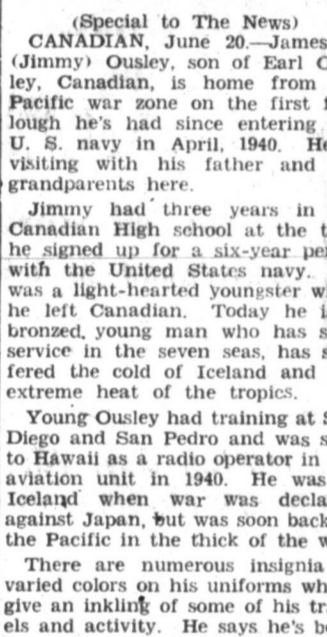 (Special to The News)
CANADIAN, June 20.—James
(Jimmy) Ousley, son of Earl
ley, Canadian, is home from
Pacific war zone on the first
lough he's had since entering
U. S. navy in April, 1940.
visiting with his father and
grandparents here.
Jimmy had three years in
Canadian High school at the
he signed up for a six-year
with the United States navy.
was a light-hearted youngster
he left Canadian. Today he
bronzed, young man who has
service in the seven seas, has
fered the cold of Iceland and
extreme heat of the tropics.
Young Ousley had training at
Diego and San Pedro and was
to Hawaii as a radio operator in
aviation unit in 1940. He was
Iceland when war was decla
against Japan, but was soon back
the Pacific in the thick of the
There are numerous insignia
varied colors on his uniforms
give an inkling of some of his
els and activity. He says he's